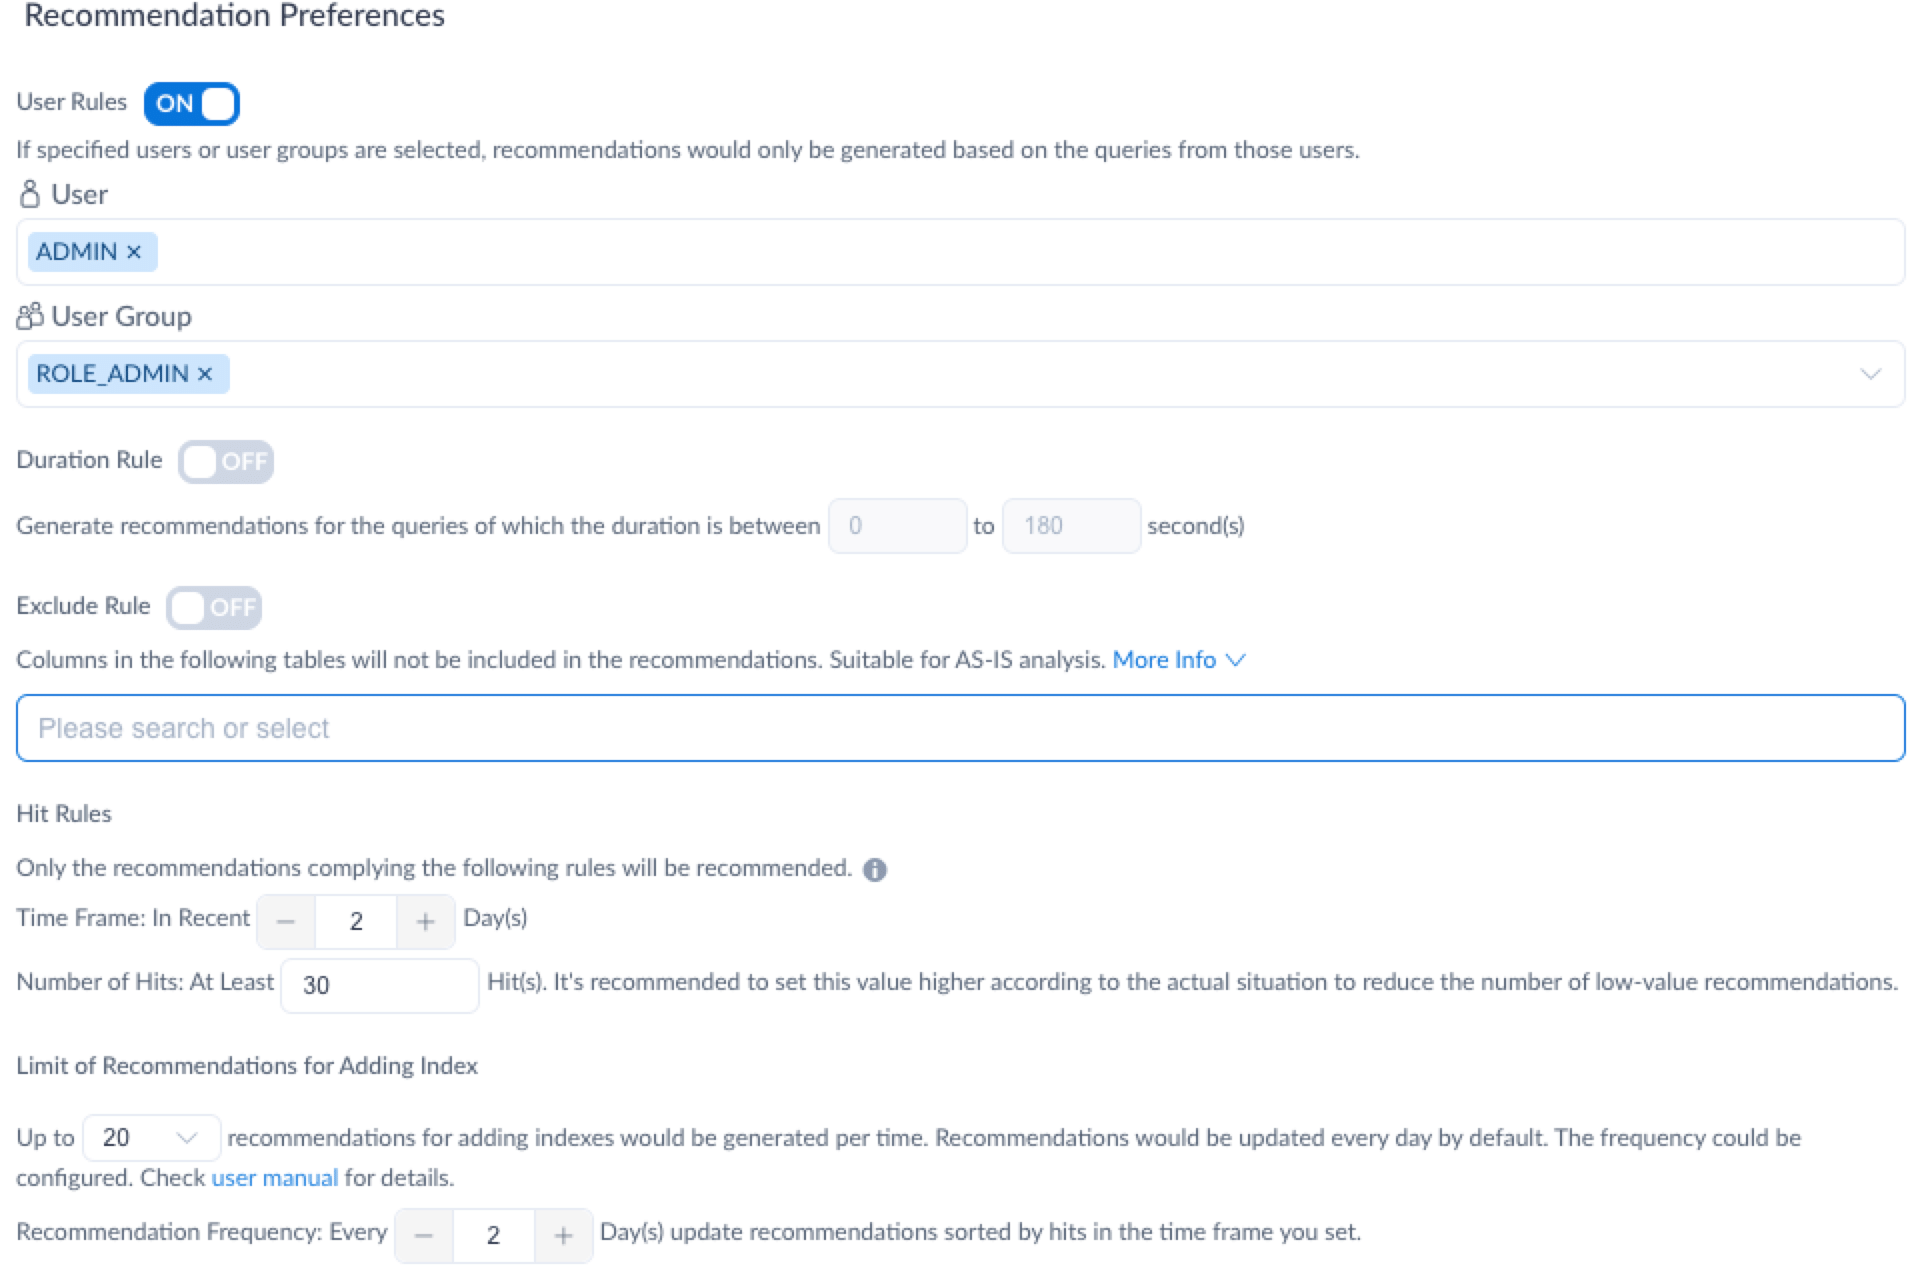 Recommendation Preferences
User Rules ON
If specified users or user groups are selected, recommendations would only be generated based on the queries from those users.
User
ADMIN ×
User Group
ROLE_ADMIN ×
Duration Rule OFF
Generate recommendations for the queries of which the duration is between 0 to 180 second(s)
Exclude Rule OFF
Columns in the following tables will not be included in the recommendations. Suitable for AS-IS analysis. More Info
Please search or select
Hit Rules
Only the recommendations complying the following rules will be recommended.
Time Frame: In Recent − 2 + Day(s)
Number of Hits: At Least 30 Hit(s). It's recommended to set this value higher according to the actual situation to reduce the number of low-value recommendations.
Limit of Recommendations for Adding Index
Up to 20 recommendations for adding indexes would be generated per time. Recommendations would be updated every day by default. The frequency could be
configured. Check user manual for details.
Recommendation Frequency: Every − 2 + Day(s) update recommendations sorted by hits in the time frame you set.